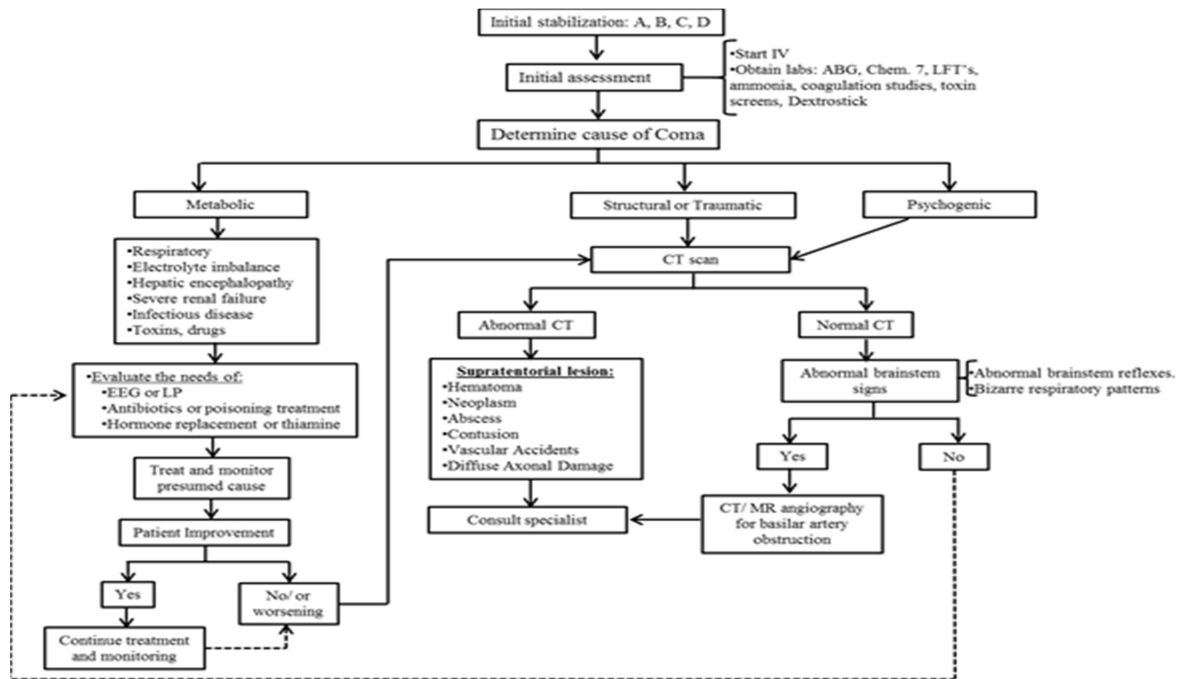 Initial stabilization: A, B, C, D
Initial assessment
•Start IV
•Obtain labs: ABG, Chem. 7, LFT's,
ammonia, coagulation studies, toxin
screens, Dextrostick
Determine cause of Coma
Metabolic
Structural or Traumatic
Psychogenic
•Respiratory
•Electrolyte imbalance
•Hepatic encephalopathy
•Severe renal failure
•Infectious disease
•Toxins, drugs
CT scan
Abnormal CT
Normal CT
•Evaluate the needs of:
•EEG or LP
•Antibiotics or poisoning treatment
•Hormone replacement or thiamine
Supratentorial lesion:
•Hematoma
•Neoplasm
•Abscess
•Contusion
•Vascular Accidents
•Diffuse Axonal Damage
Abnormal brainstem
signs
•Abnormal brainstem reflexes.
•Bizarre respiratory patterns
Yes
No
Treat and monitor
presumed cause
Consult specialist
CT/ MR angiography
for basilar artery
obstruction
Patient Improvement
Yes
No/ or
worsening
Continue treatment
and monitoring